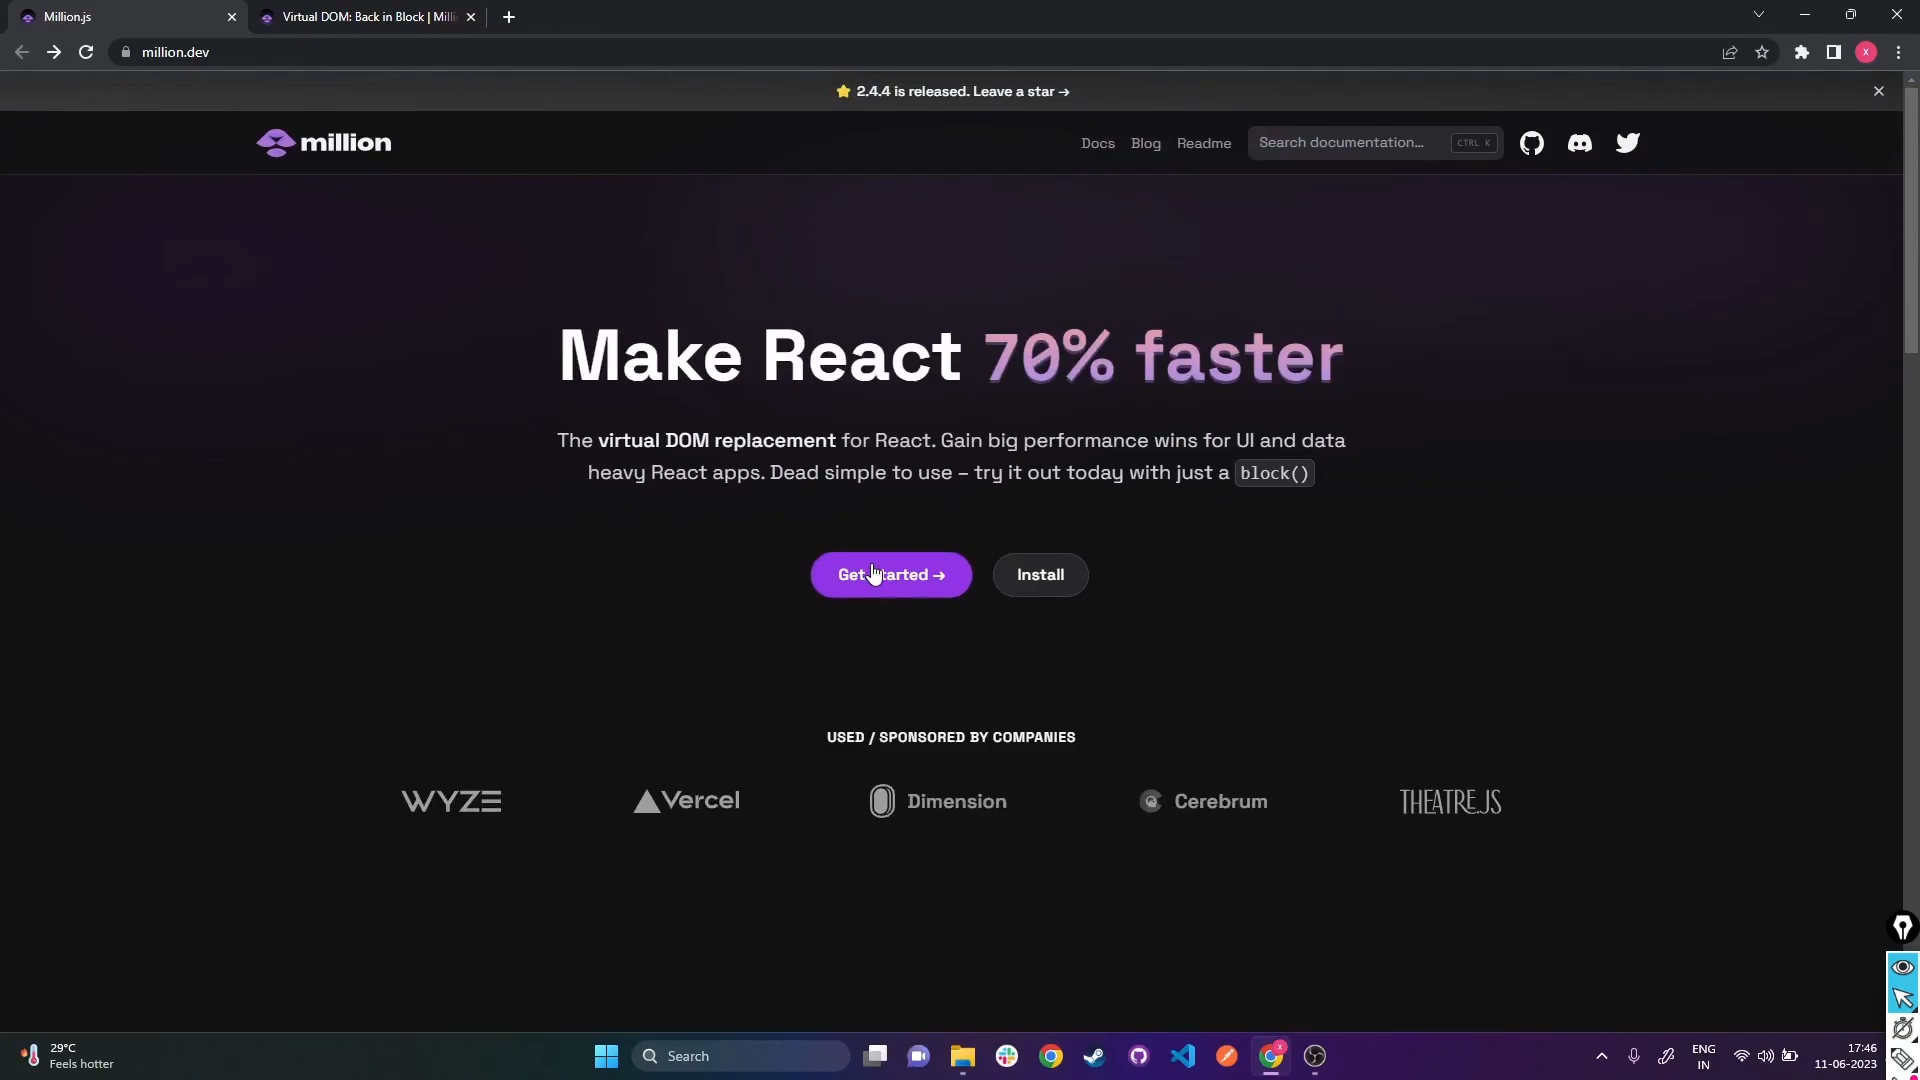 Million.js
Virtual DOM: Back in Block | Milli
million.dev
x
2.4.4 is released. Leave a star →
million
Docs
Blog
Readme
Search documentation...
CTRL K
Make React 70% faster
The virtual DOM replacement for React. Gain big performance wins for UI and data
heavy React apps. Dead simple to use – try it out today with just a block()
Get Started →
Install
USED / SPONSORED BY COMPANIES
WYZE
Vercel
Dimension
Cerebrum
THEATRE.JS
29°C
Feels hotter
Search
ENG
IN
17:46
11-06-2023